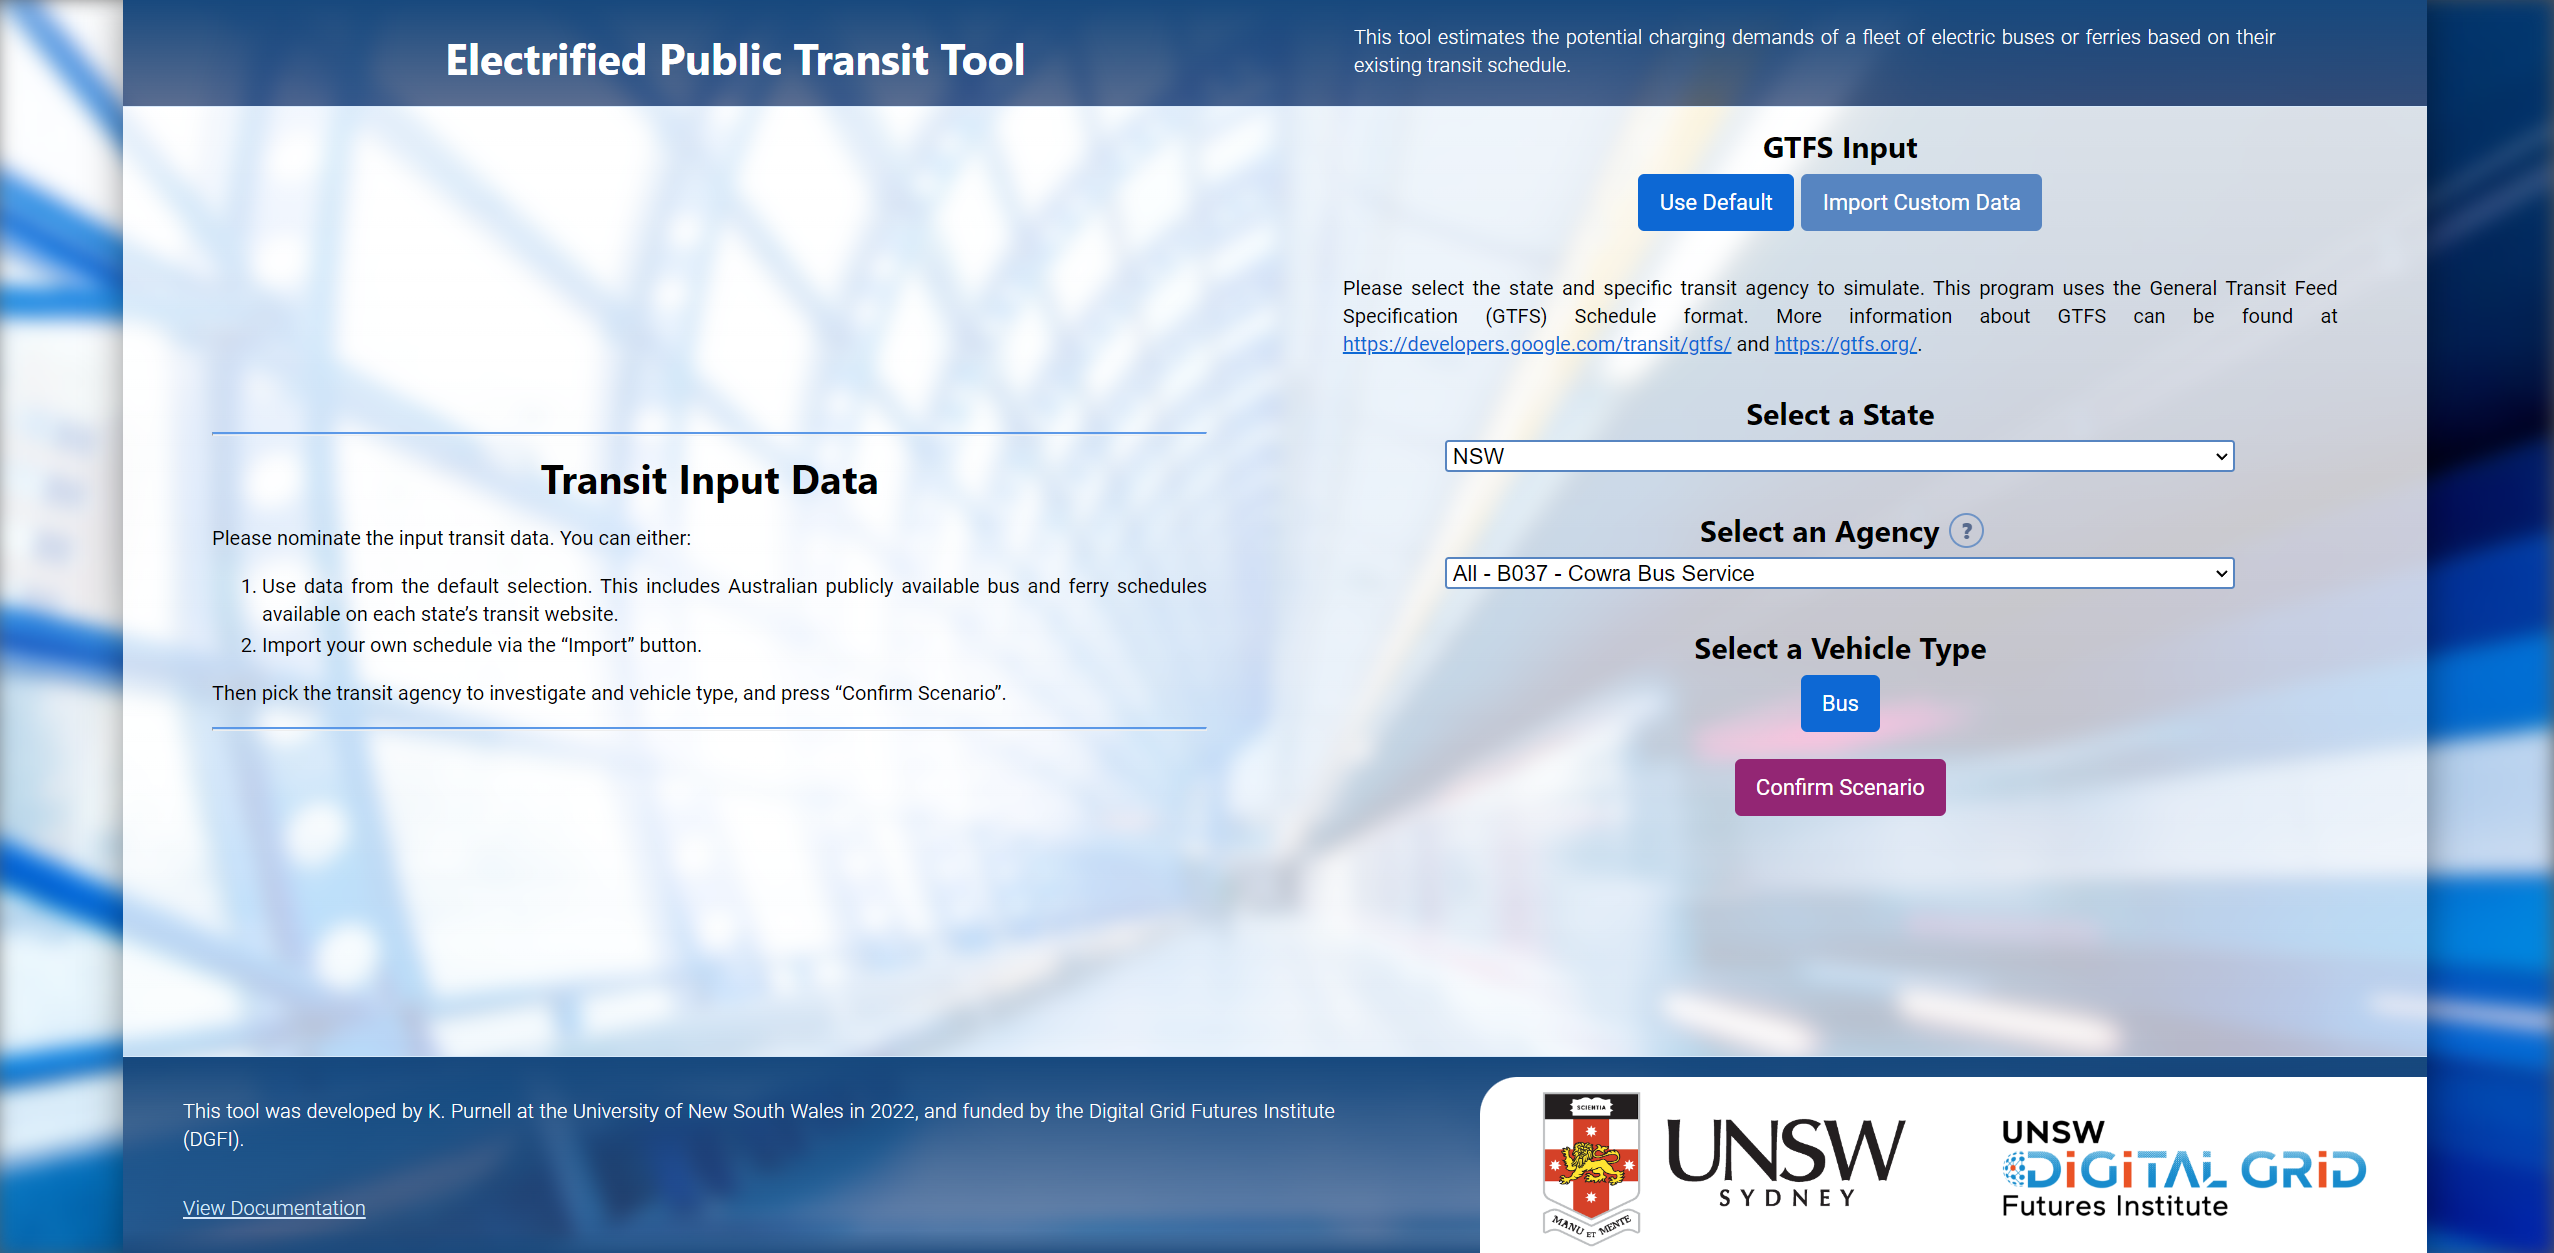 Electrified Public Transit Tool
This tool estimates the potential charging demands of a fleet of electric buses or ferries based on their
existing transit schedule.
Transit Input Data
Please nominate the input transit data. You can either:
1. Use data from the default selection. This includes Australian publicly available bus and ferry schedules
available on each state’s transit website.
2. Import your own schedule via the “Import” button.
Then pick the transit agency to investigate and vehicle type, and press “Confirm Scenario”.
GTFS Input
Use Default
Import Custom Data
Please select the state and specific transit agency to simulate. This program uses the General Transit Feed
Specification (GTFS) Schedule format. More information about GTFS can be found at
https://developers.google.com/transit/gtfs/ and https://gtfs.org/.
Select a State
NSW
Select an Agency ?
All - B037 - Cowra Bus Service
Select a Vehicle Type
Bus
Confirm Scenario
This tool was developed by K. Purnell at the University of New South Wales in 2022, and funded by the Digital Grid Futures Institute
(DGFI).
View Documentation
SCIENTIA
MANU ET MENTE
UNSW
SYDNEY
UNSW
DiGiTAL GRiD
Futures Institute